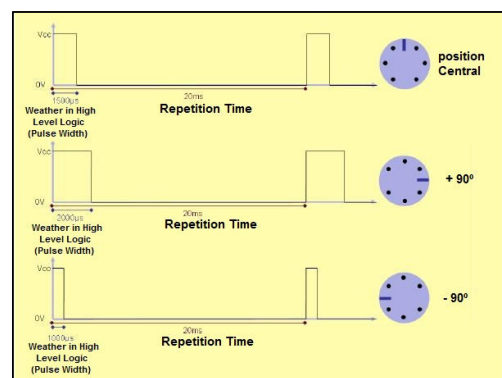 Vcc
0V
1500µs
20ms
Weather in High
Level Logic
(Pulse Width)
Repetition Time
position
Central
Vcc
0V
2000µs
20ms
Weather in High
Level Logic
(Pulse Width)
Repetition Time
+ 90º
Vcc
0V
1000µs
20ms
Weather in High
Level Logic
(Pulse Width)
Repetition Time
- 90º